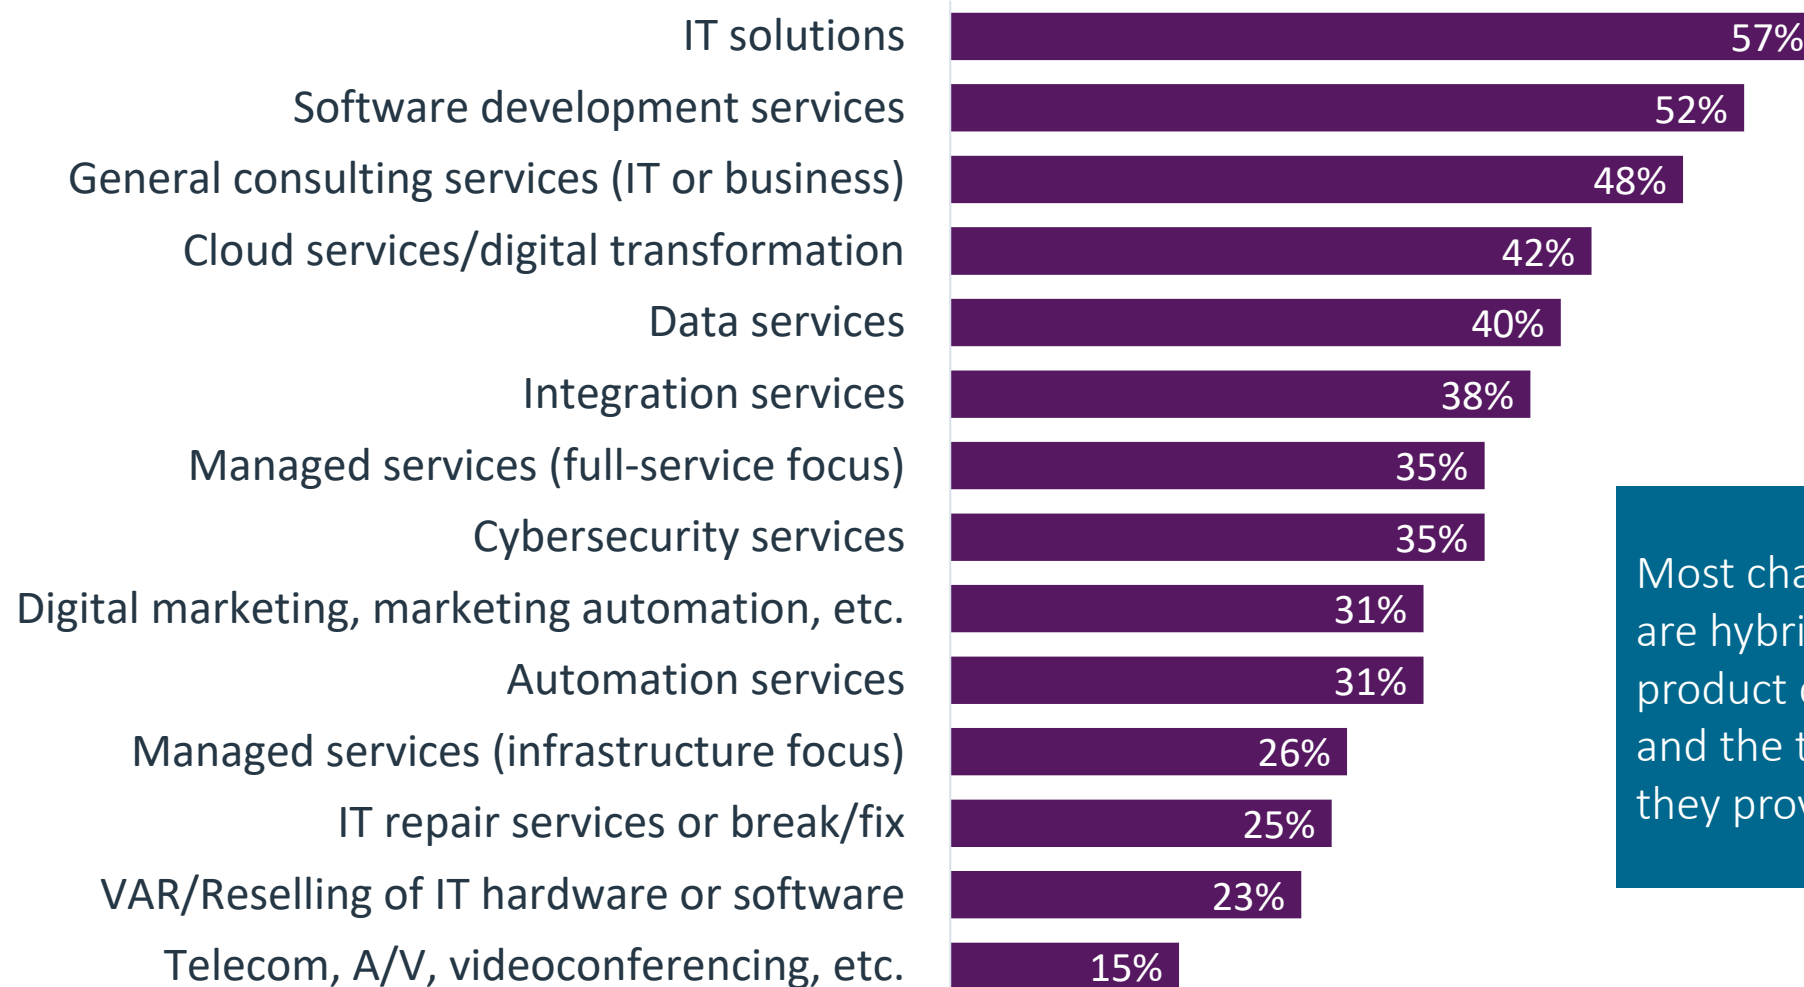 IT solutions 57%
Software development services 52%
General consulting services (IT or business) 48%
Cloud services/digital transformation 42%
Data services 40%
Integration services 38%
Managed services (full-service focus) 35%
Cybersecurity services 35%
Digital marketing, marketing automation, etc. 31%
Automation services 31%
Managed services (infrastructure focus) 26%
IT repair services or break/fix 25%
VAR/Reselling of IT hardware or software 23%
Telecom, A/V, videoconferencing, etc. 15%
Most
are
product
and the
they